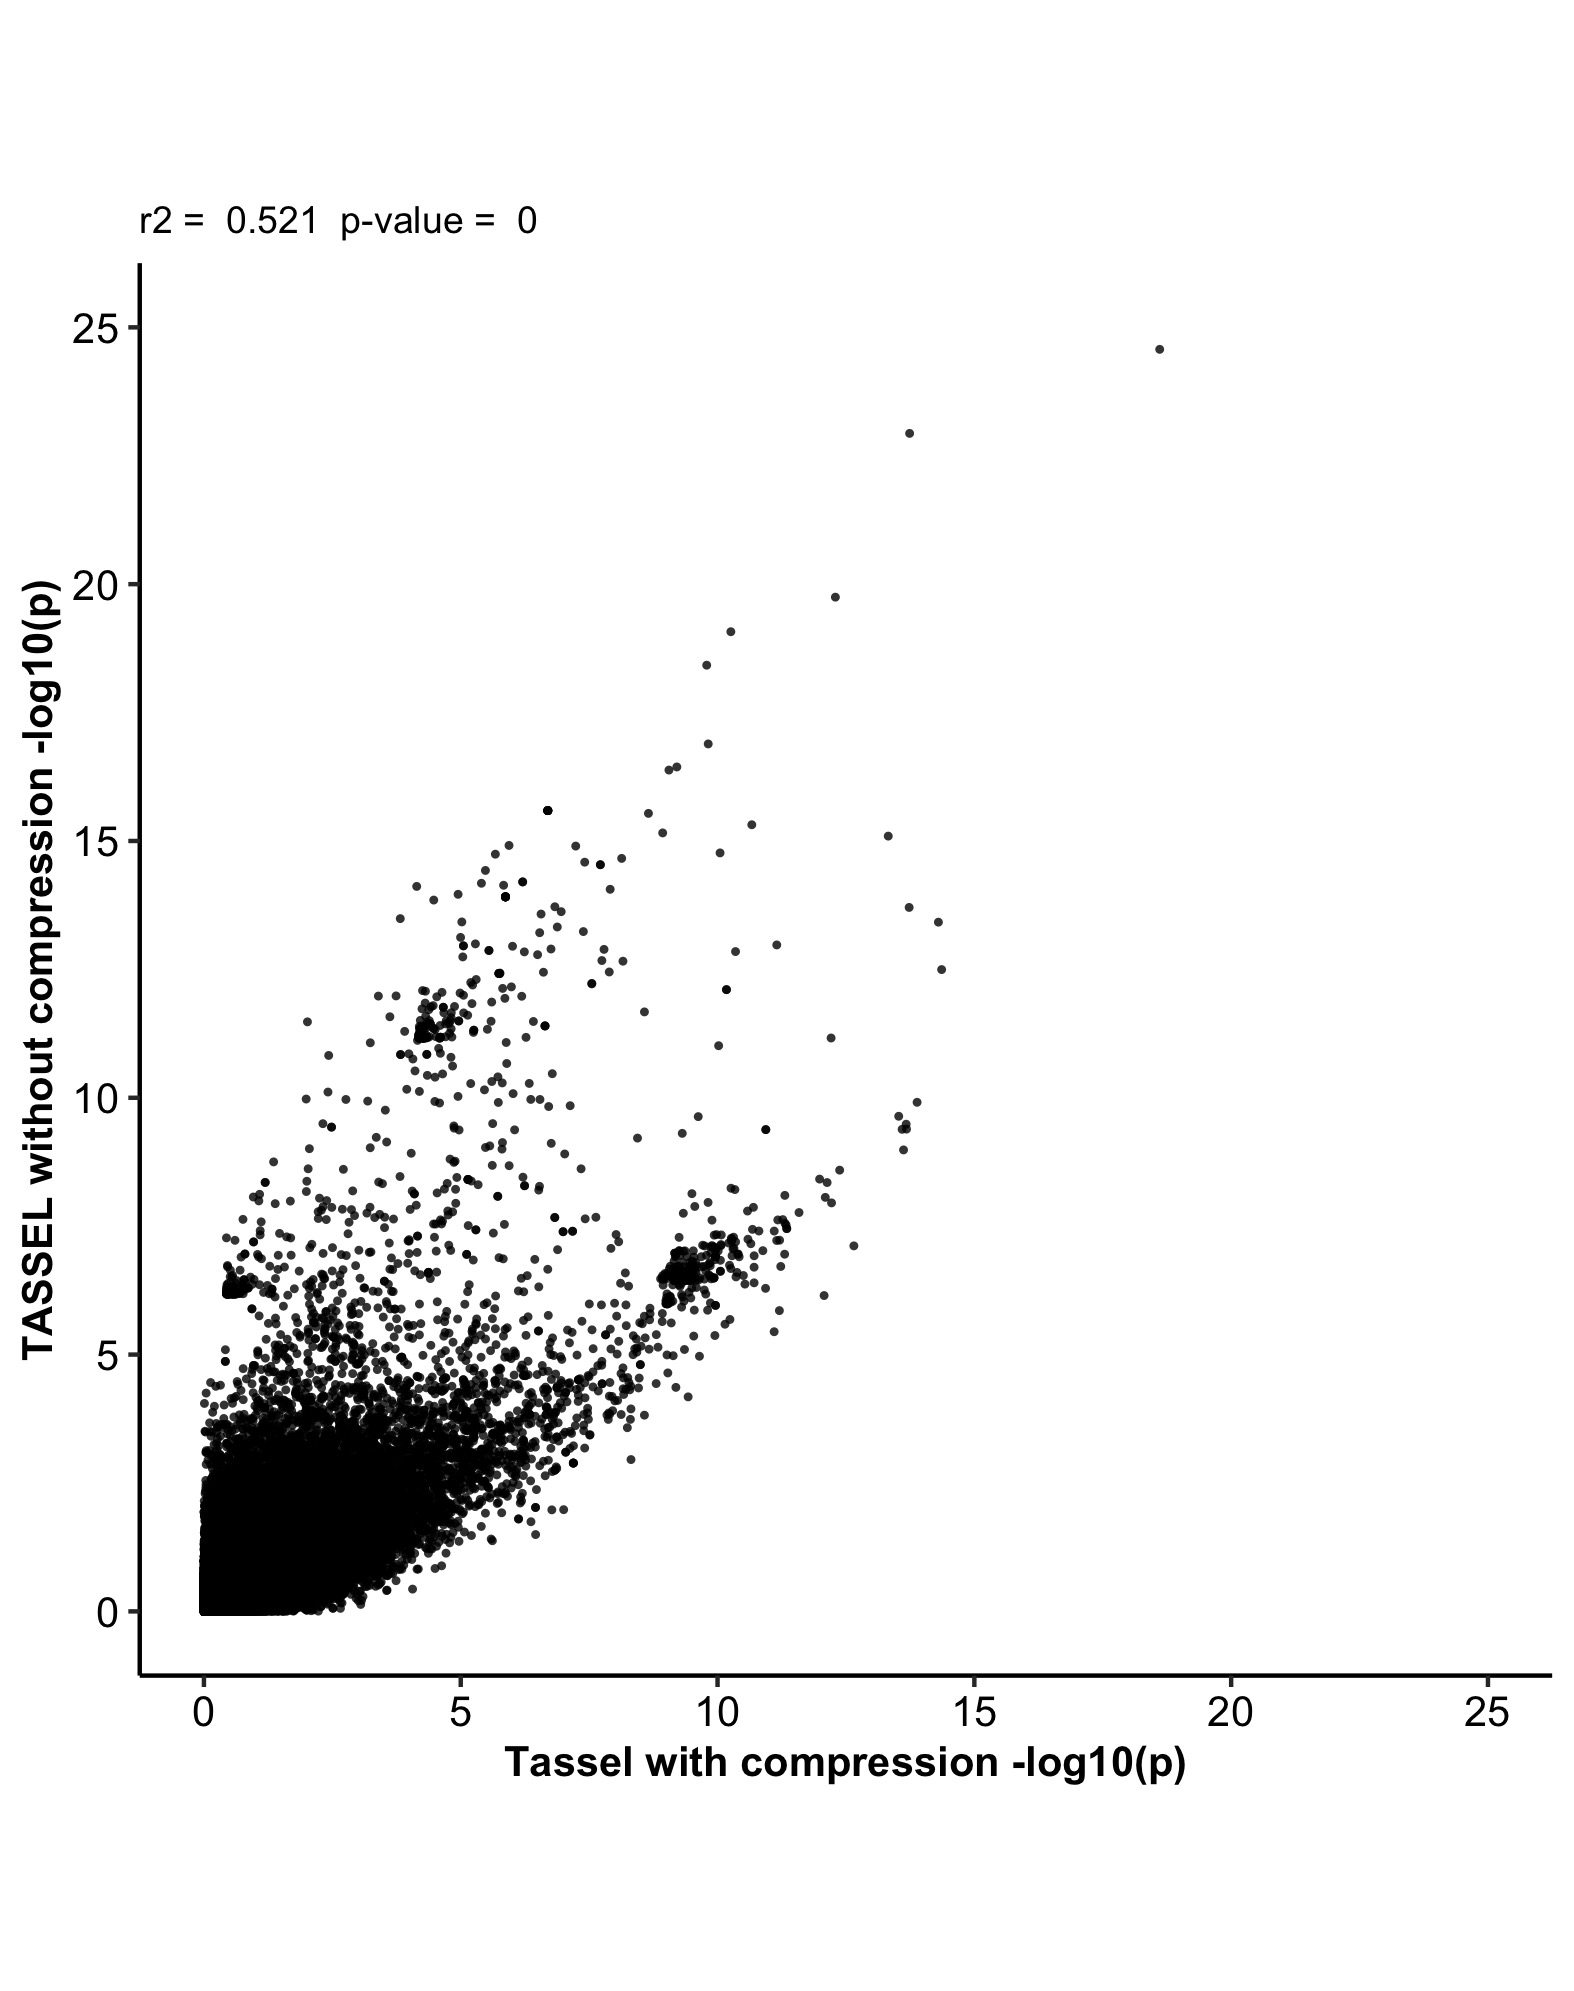 r2 =  0.521  p-value =  0
25
20
15
10
5
0
TASSEL without compression -log10(p)
0 5 10 15 20 25
Tassel with compression -log10(p)